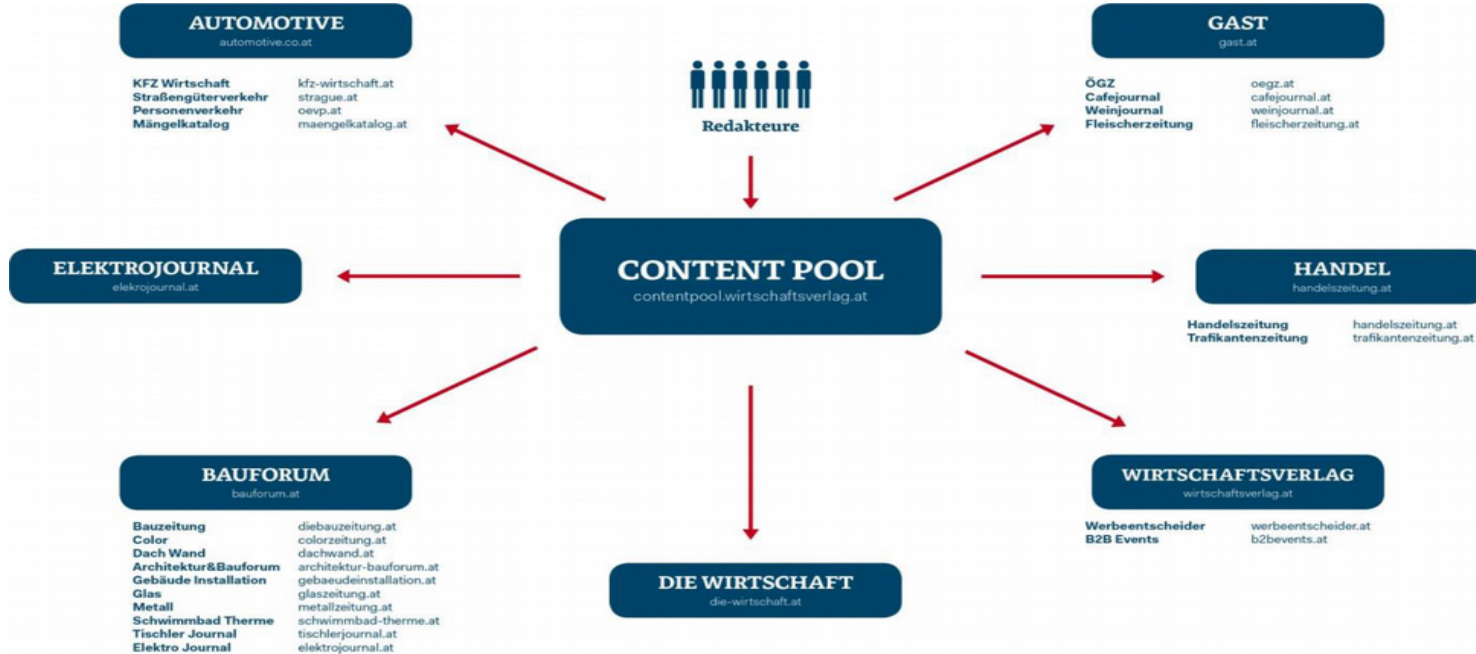 AUTOMOTIVE
automotive.co.at
KFZ Wirtschaft kfz-wirtschaft.at
Straßengüterverkehr strague.at
Personenverkehr oevp.at
Mängelkatalog maengelkatalog.at
Redakteure
GAST
gast.at
ÖGZ oegz.at
Cafejournal cafejournal.at
Weinjournal weinjournal.at
Fleischerzeitung fleischerzeitung.at
ELEKTROJOURNAL
elekrojournal.at
CONTENT POOL
contentpool.wirtschaftsverlag.at
HANDEL
handelszeitung.at
Handelszeitung handelszeitung.at
Trafikantenzeitung trafikantenzeitung.at
BAUFORUM
bauforum.at
Bauzeitung diebauzeitung.at
Color colorzeitung.at
Dach Wand dachwand.at
Architektur&Bauforum architektur-bauforum.at
Gebäude Installation gebaeudeinstallation.at
Glas glaszeitung.at
Metall metallzeitung.at
Schwimmbad Therme schwimmbad-therme.at
Tischler Journal tischlerjournal.at
Elektro Journal elektrojournal.at
DIE WIRTSCHAFT
die-wirtschaft.at
WIRTSCHAFTSVERLAG
wirtschaftsverlag.at
Werbeentscheider werbeentscheider.at
B2B Events b2bevents.at